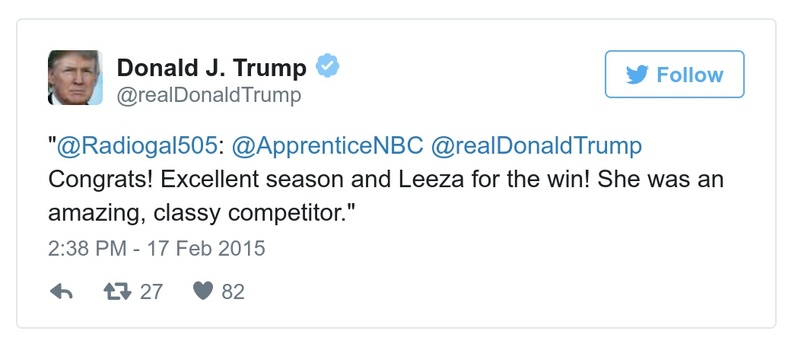 Donald J. Trump
@realDonaldTrump
Follow
"@Radiogal505: @ApprenticeNBC @realDonaldTrump
Congrats! Excellent season and Leeza for the win! She was an
amazing, classy competitor."
2:38 PM - 17 Feb 2015
27 82